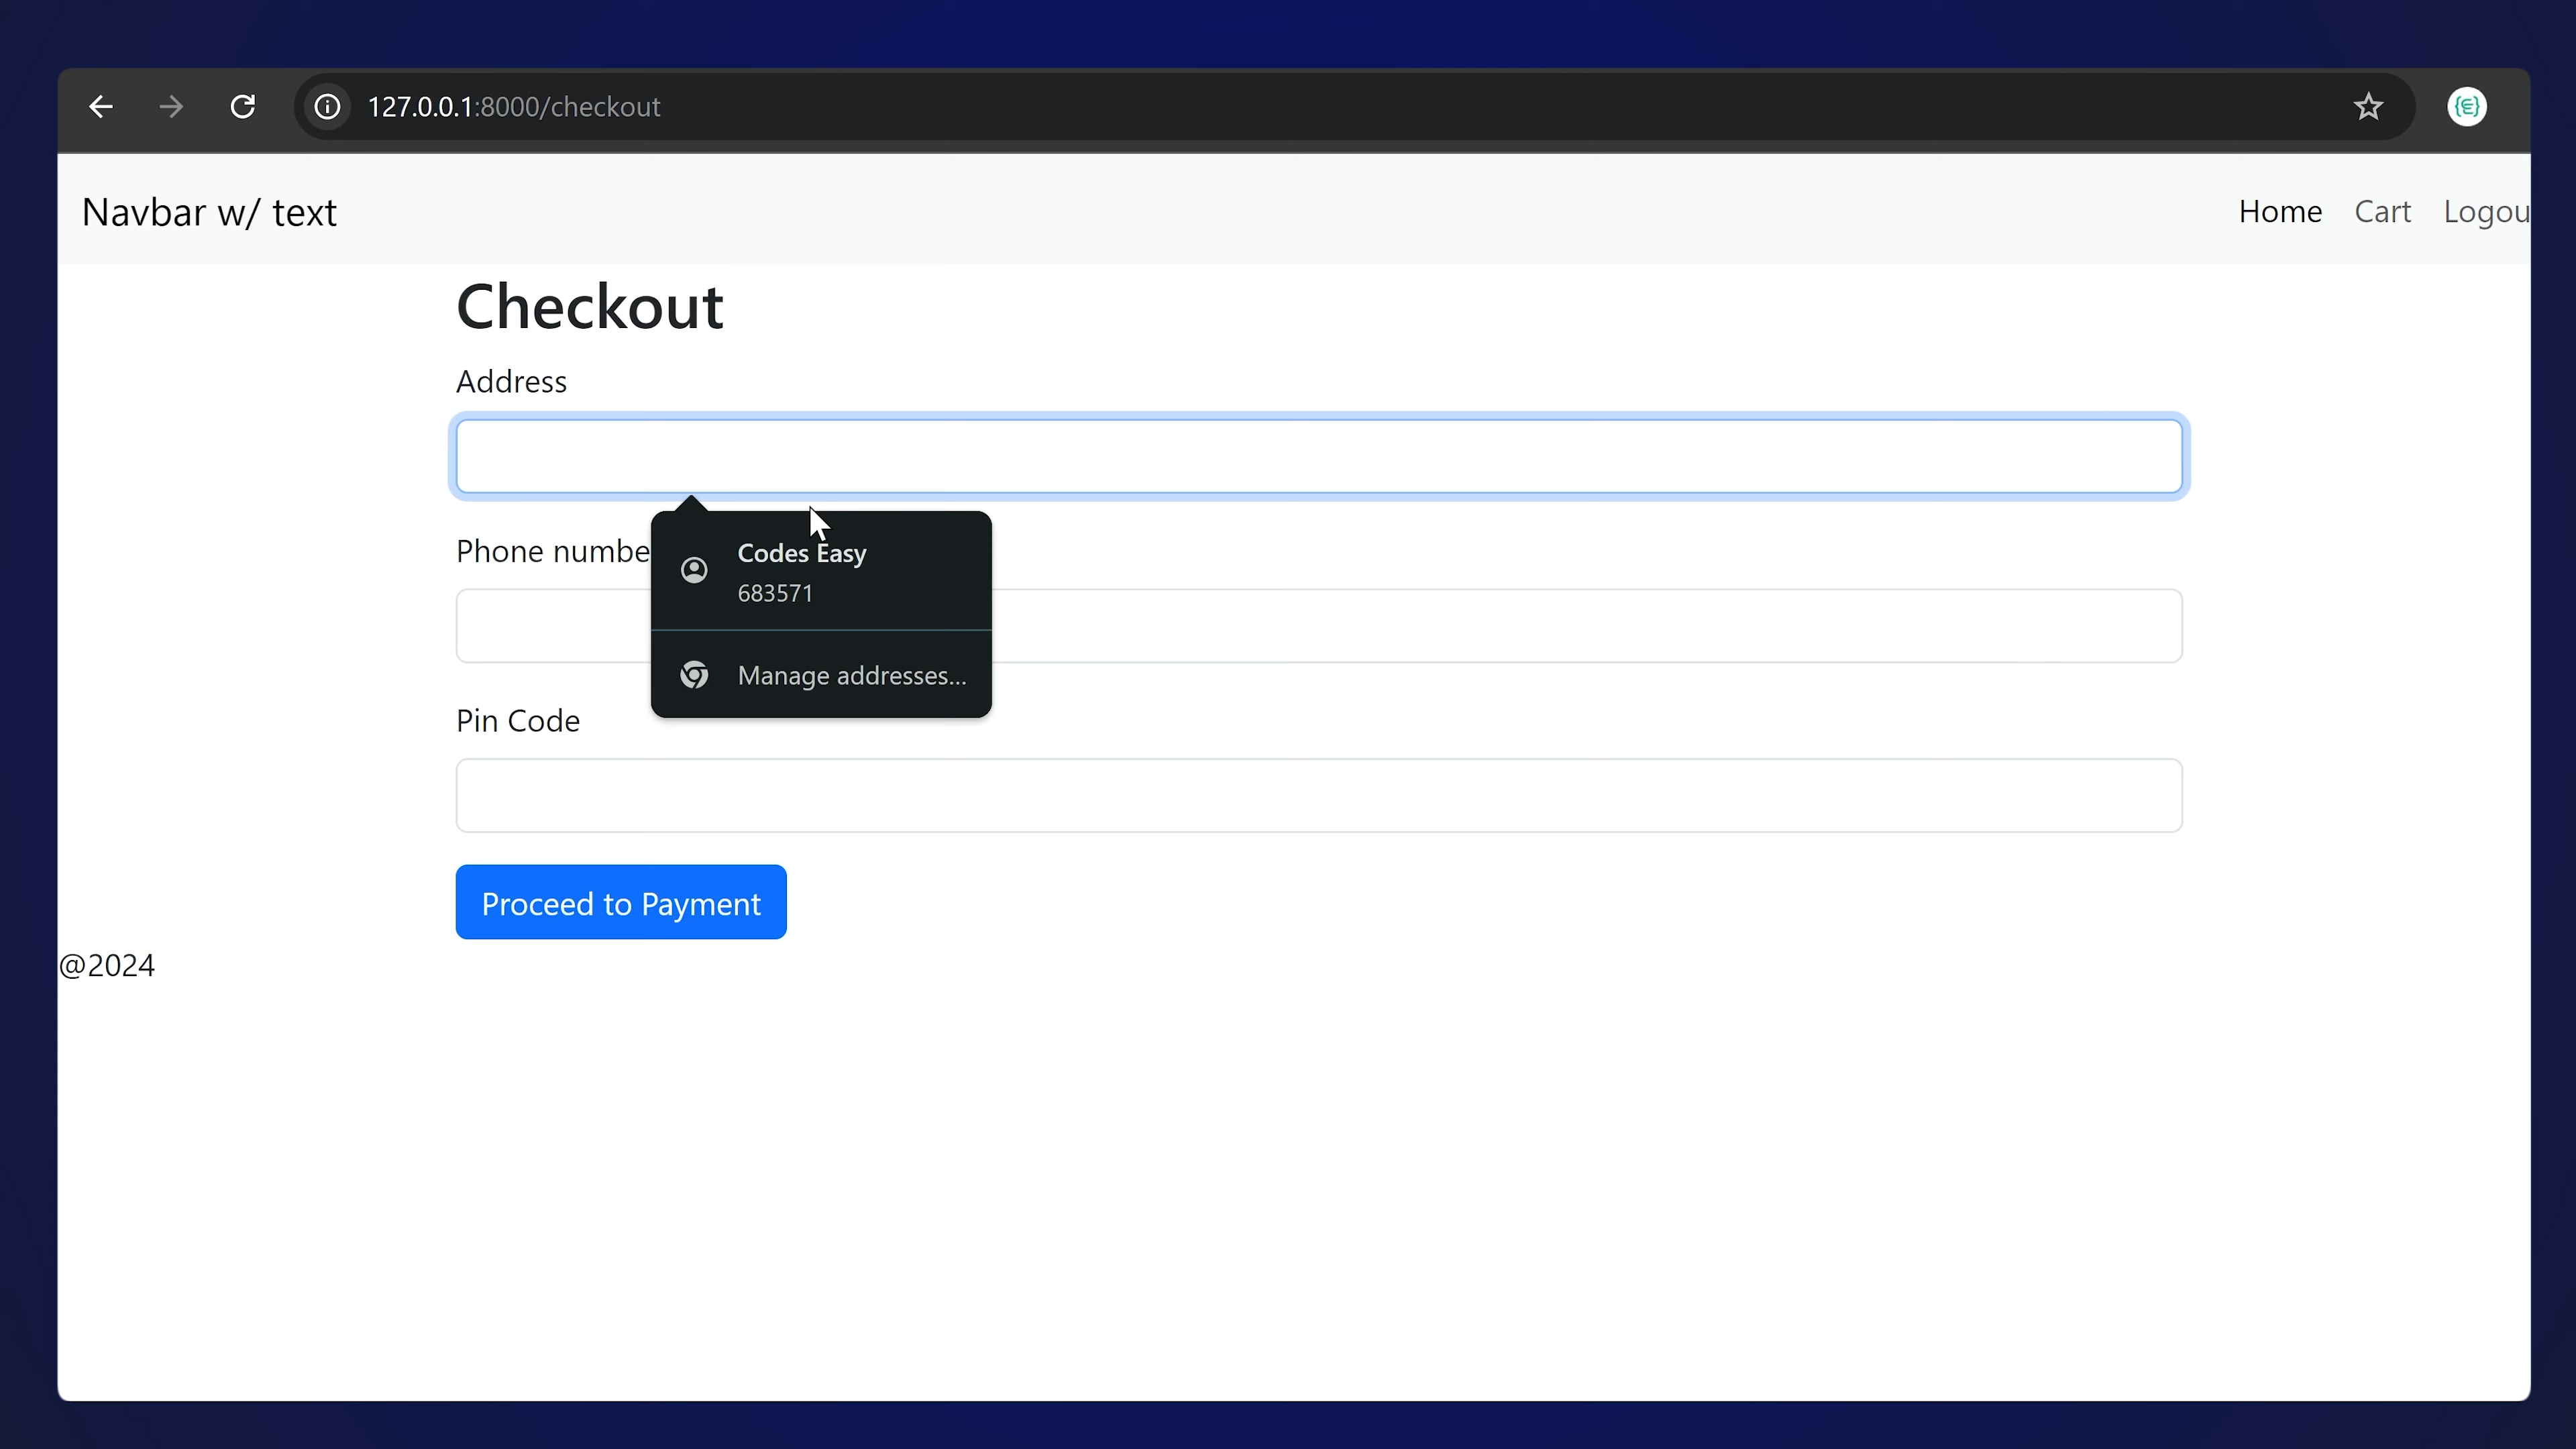 127.0.0.1:8000/checkout
Navbar w/ text
Home Cart Logou
Checkout
Address
Phone numbe
Codes Easy
683571
Manage addresses...
Pin Code
Proceed to Payment
@2024